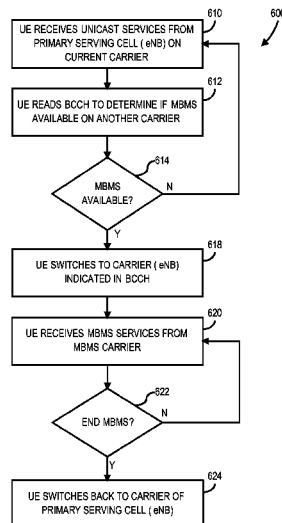 610
600
UE RECEIVES UNICAST SERVICES FROM
PRIMARY SERVING CELL ( eNB) ON
CURRENT CARRIER
612
UE READS BCCH TO DETERMINE IF MBMS
AVAILABLE ON ANOTHER CARRIER
614
MBMS
AVAILABLE?
N
Y
618
UE SWITCHES TO CARRIER ( eNB)
INDICATED IN BCCH
620
UE RECEIVES MBMS SERVICES FROM
MBMS CARRIER
622
END MBMS?
N
Y
624
UE SWITCHES BACK TO CARRIER OF
PRIMARY SERVING CELL ( eNB)